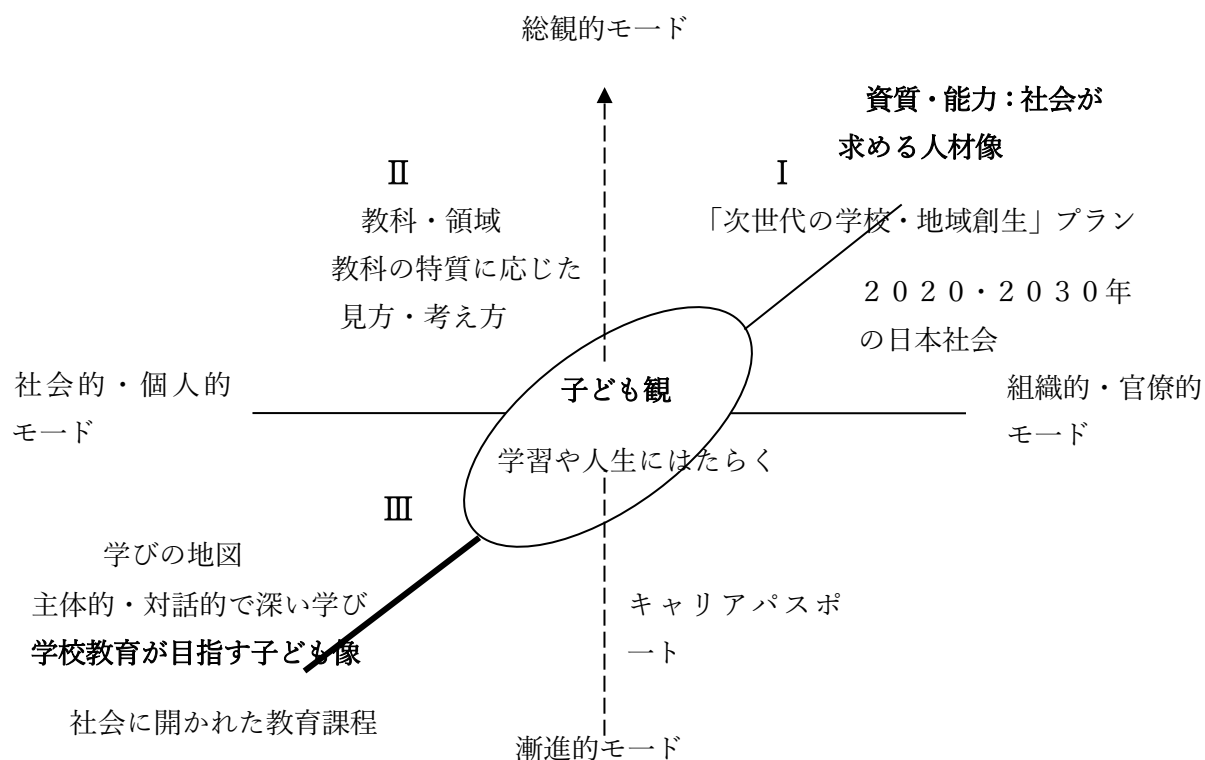 総観的モード
資質・能力：社会が
求める人材像
Ⅱ
Ⅰ
教科・領域
教科の特質に応じた
見方・考え方
「次世代の学校・地域創生」プラン
２０２０・２０３０年
の日本社会
社会的・個人的
モード
子ども観
学習や人生にはたらく
組織的・官僚的
モード
Ⅲ
学びの地図
主体的・対話的で深い学び
学校教育が目指す子ども像
社会に開かれた教育課程
キャリアパスポ
ート
漸進的モード